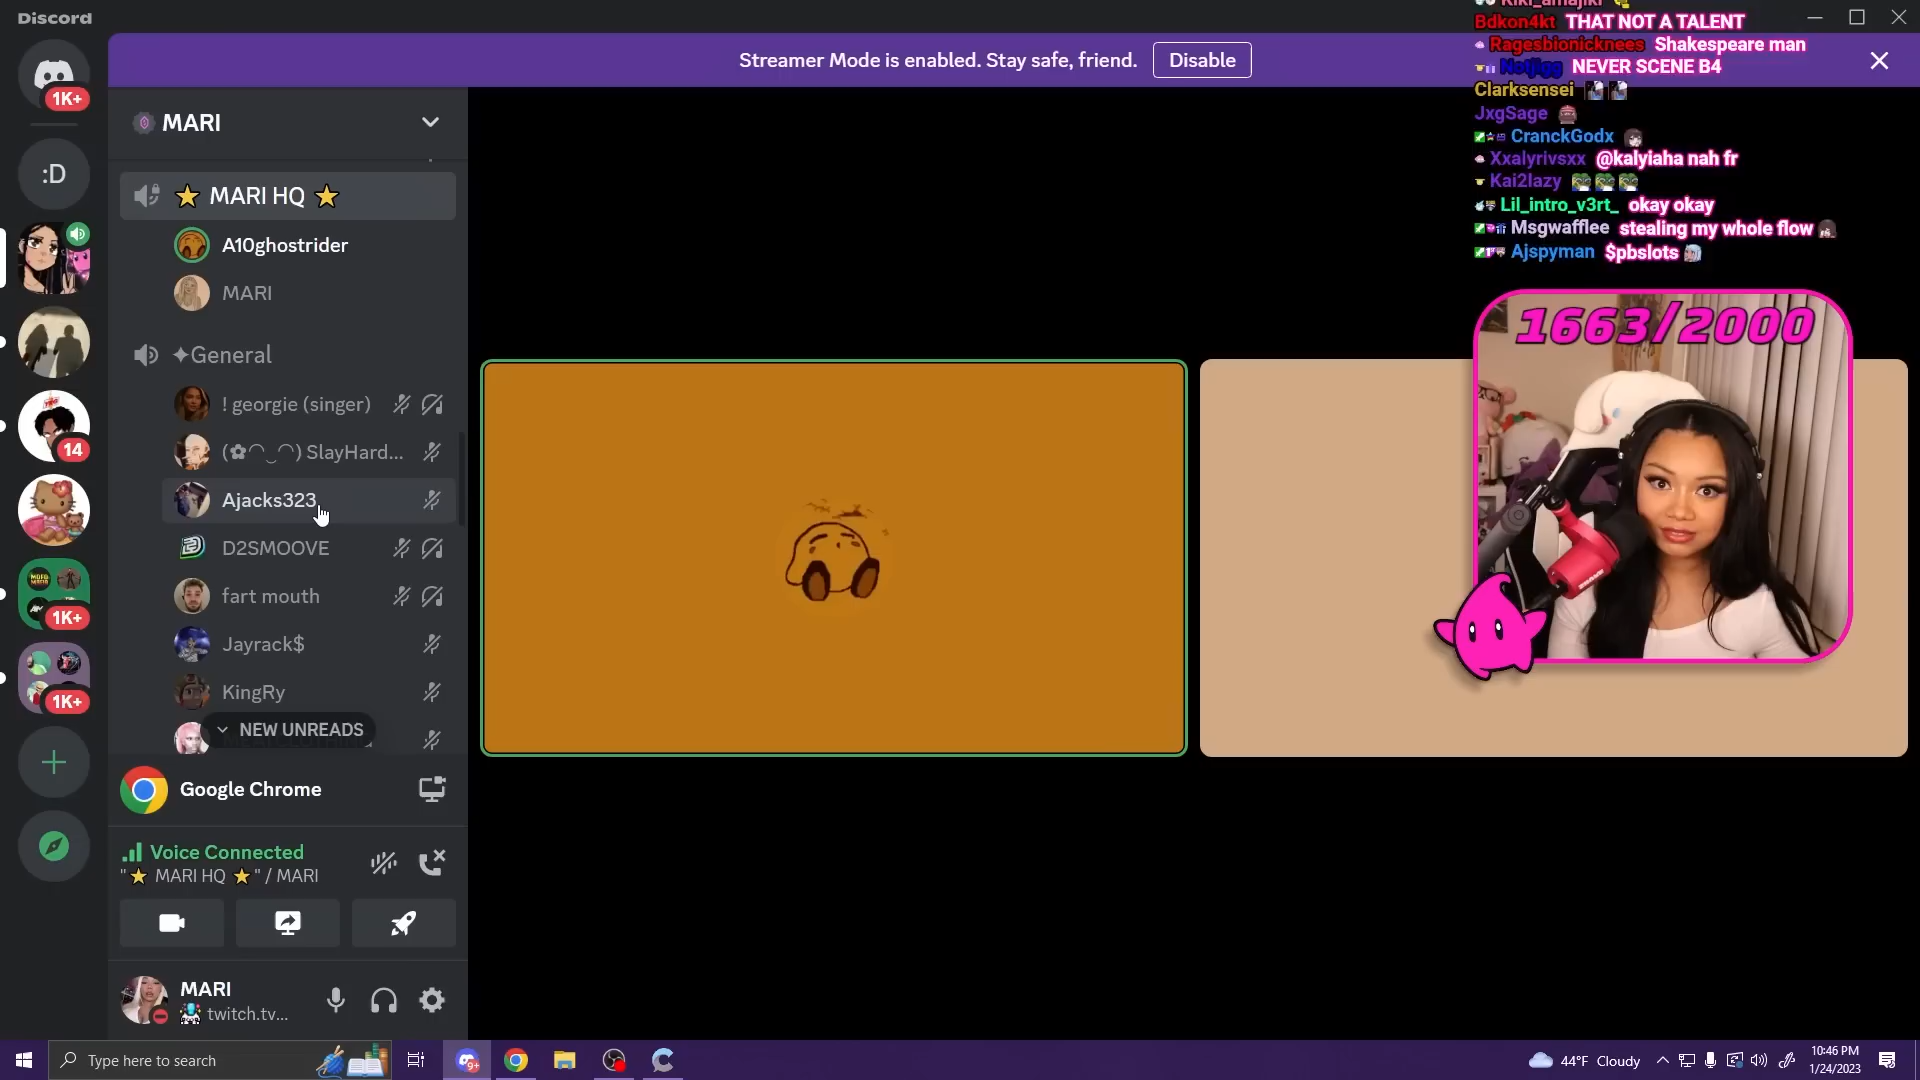 Discord
Streamer Mode is enabled. Stay safe, friend.
Disable
1K+
MARI
:D
MARI HQ
A10ghostrider
MARI
✦General
! georgie (singer)
(✿◠‿◠) SlayHard...
Ajacks323
D2SMOOVE
fart mouth
Jayrack$
KingRy
NEW UNREADS
14
1K+
1K+
Google Chrome
Voice Connected
"⭐ MARI HQ ⭐" / MARI
MARI
twitch.tv...
Kiki_amajiki
Bdkon4kt THAT NOT A TALENT
Ragesbionicknees Shakespeare man
Notjigg NEVER SCENE B4
Clarksensei
JxgSage
CranckGodx
Xxalyrivsxx @kalyiaha nah fr
Kai2lazy
Lil_intro_v3rt_ okay okay
Msgwafflee stealing my whole flow
Ajspyman $pbslots
1663/2000
Type here to search
9+
44°F Cloudy
10:46 PM
1/24/2023